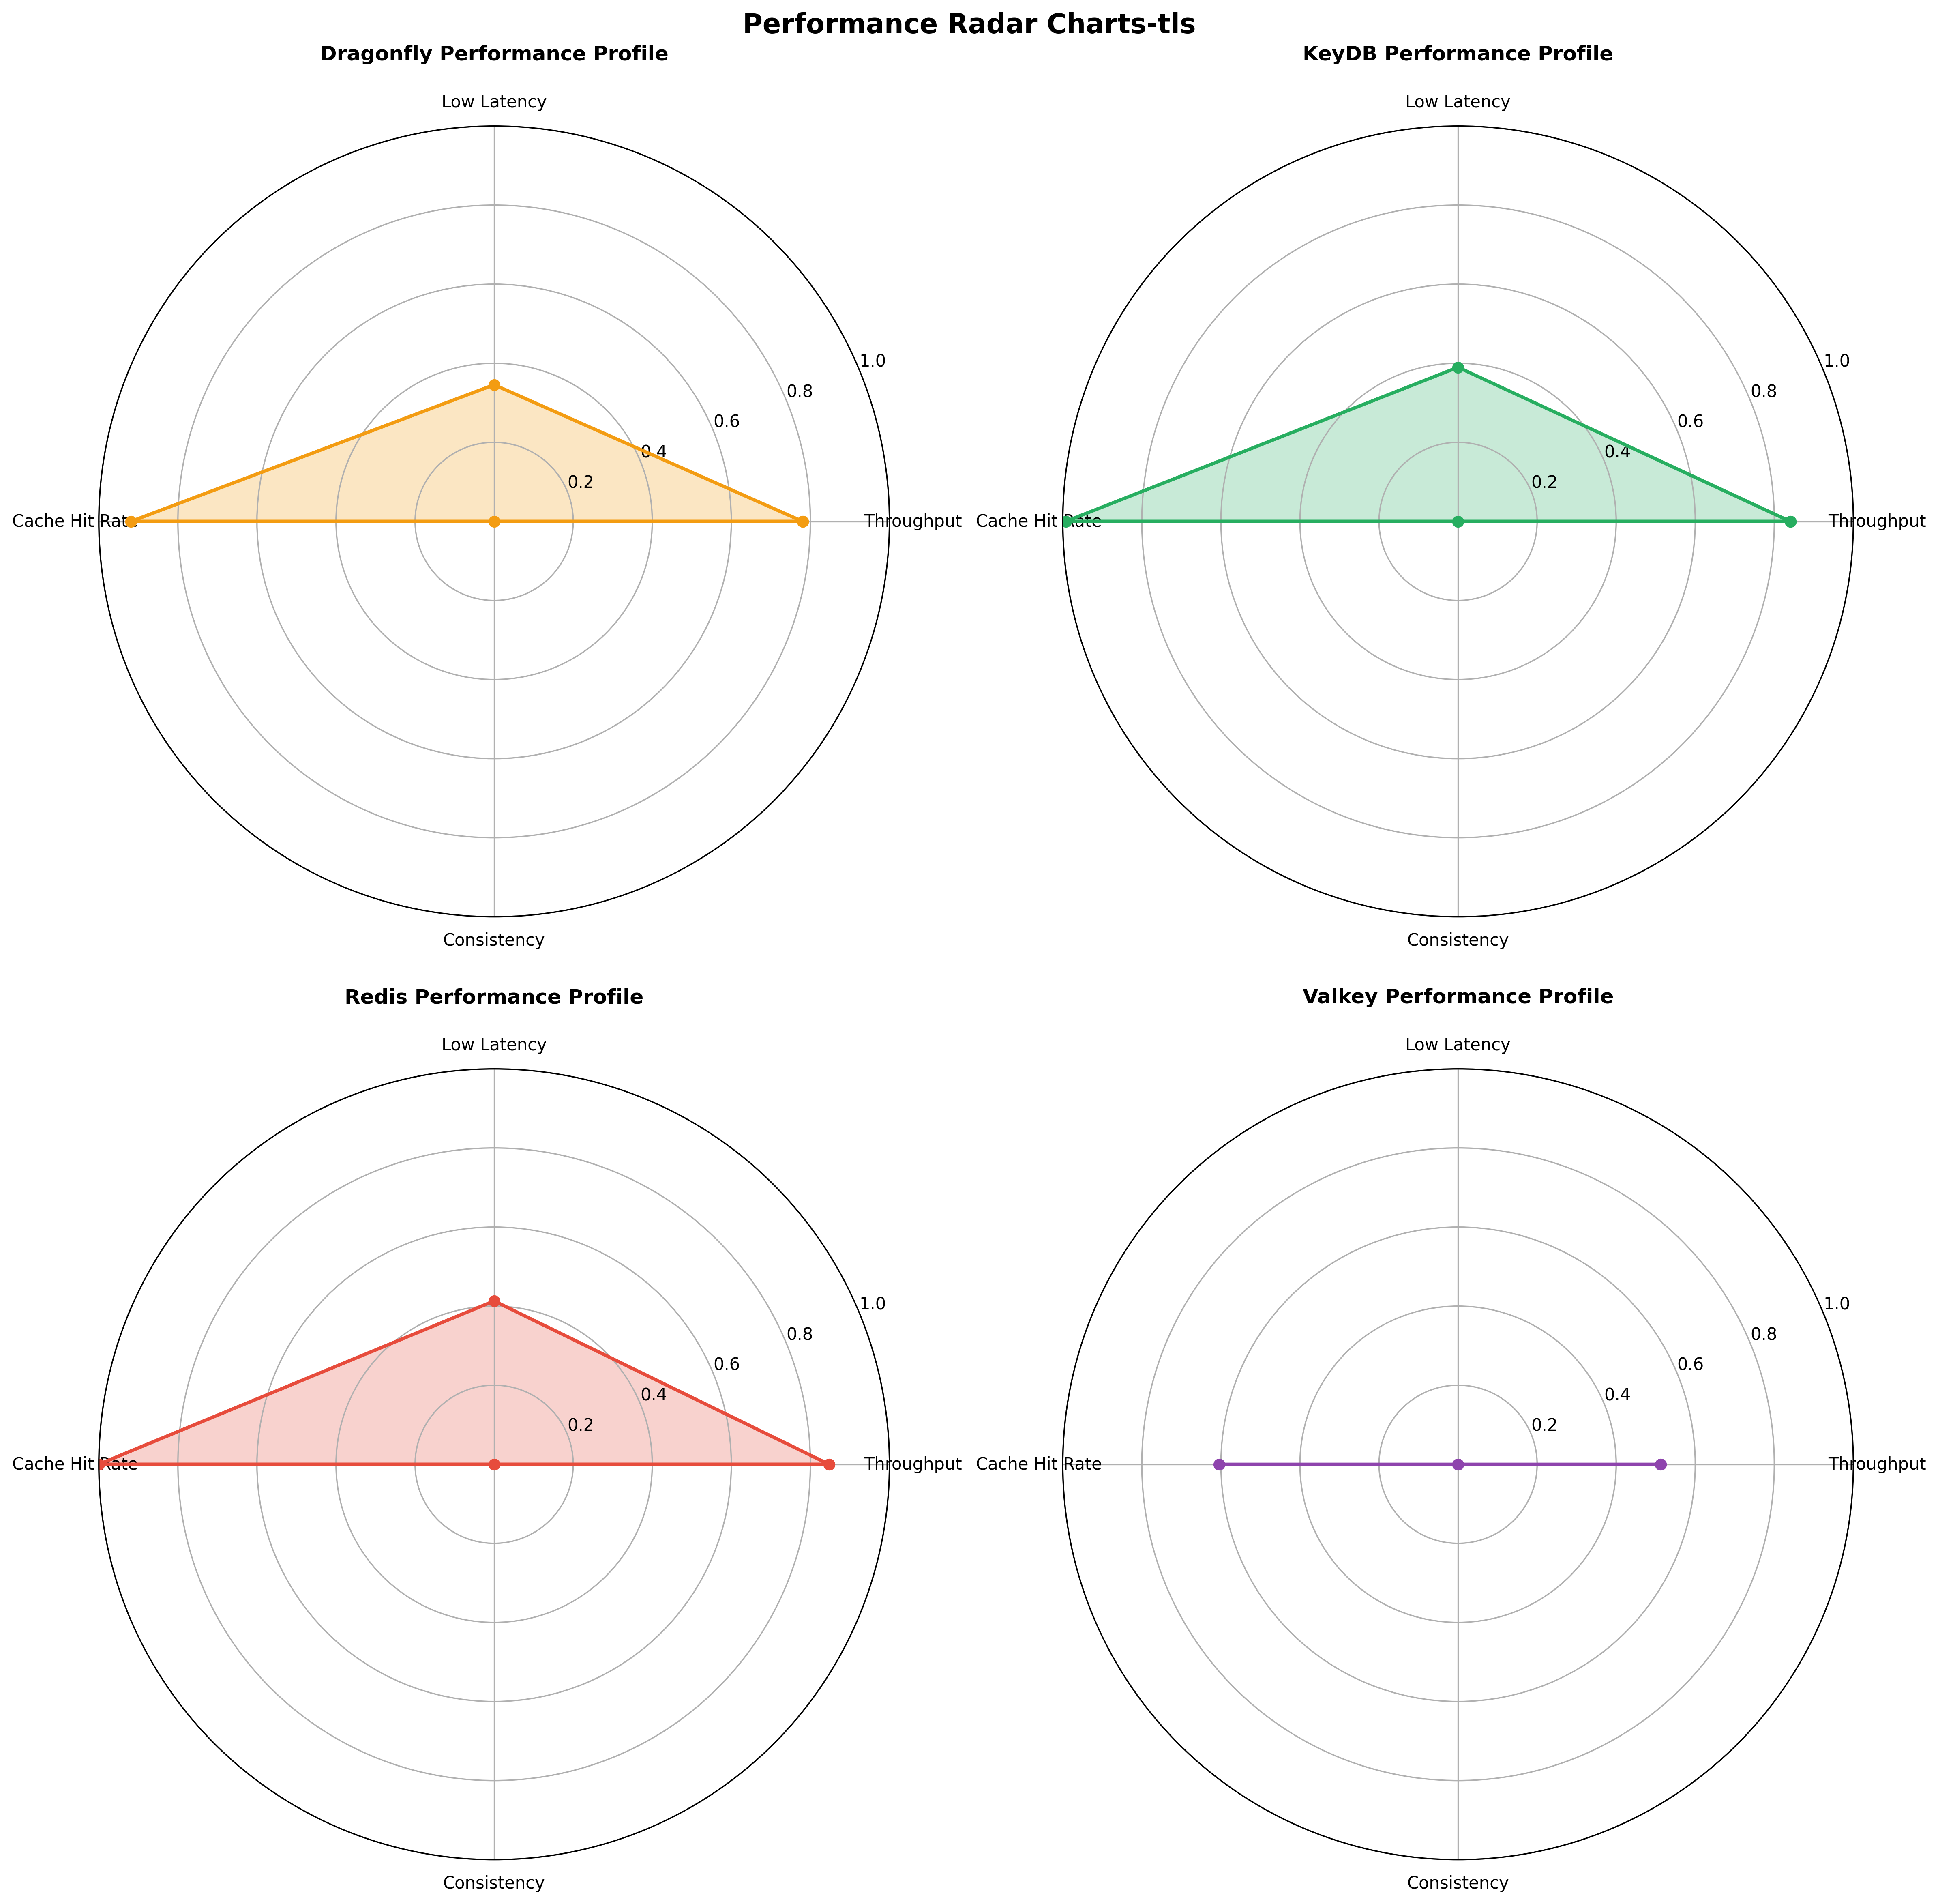 Performance Radar Charts-tls
Dragonfly Performance Profile
Low Latency
1.0
0.8
0.6
0.4
0.2
Cache Hit Rate
Throughput
Consistency
KeyDB Performance Profile
Low Latency
1.0
0.8
0.6
0.4
0.2
Cache Hit Rate
Throughput
Consistency
Redis Performance Profile
Low Latency
1.0
0.8
0.6
0.4
0.2
Cache Hit Rate
Throughput
Consistency
Valkey Performance Profile
Low Latency
1.0
0.8
0.6
0.4
0.2
Cache Hit Rate
Throughput
Consistency